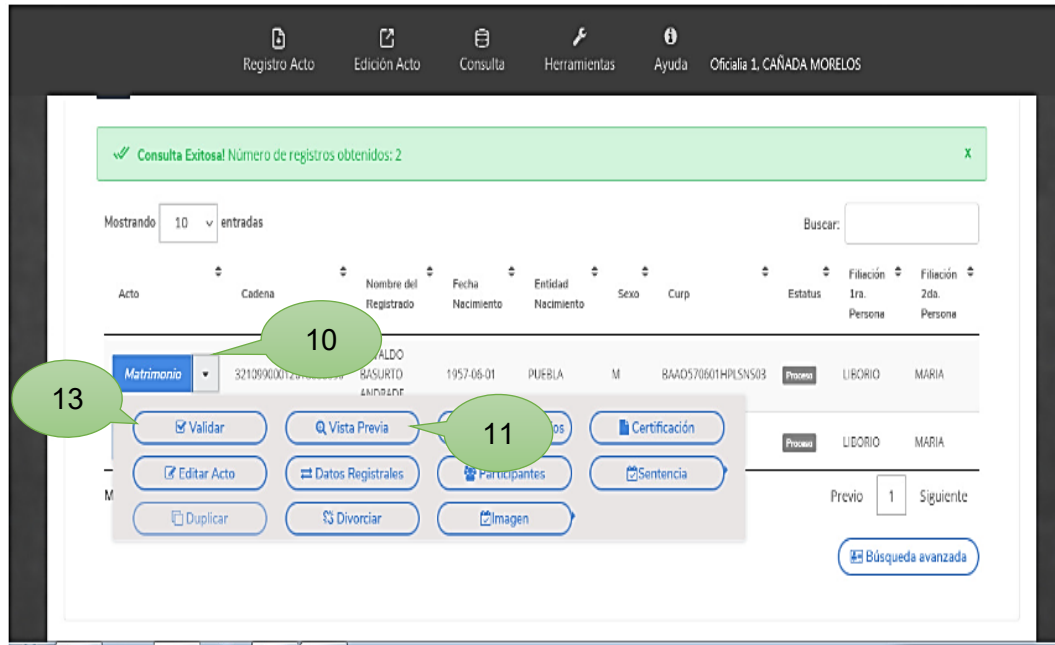 Registro Acto Edición Acto Consulta Herramientas Ayuda Oficialia 1, CAÑADA MORELOS
Consulta Exitosa! Número de registros obtenidos: 2 x
Mostrando 10 entradas Buscar:
Acto Cadena Nombre del Registrado Fecha Nacimiento Entidad Nacimiento Sexo Curp Estatus Filiación 1ra. Persona Filiación 2da. Persona
10
Matrimonio BASURTO ANDRADE 1957-06-01 PUEBLA M BAAO570601HPLSNS03 Proceso LIBORIO MARIA
13
Validar Vista Previa 11 Certificación
Proceso LIBORIO MARIA
Editar Acto Datos Registrales Participantes Sentencia
Previo 1 Siguiente
Duplicar Divorciar Imagen
Búsqueda avanzada